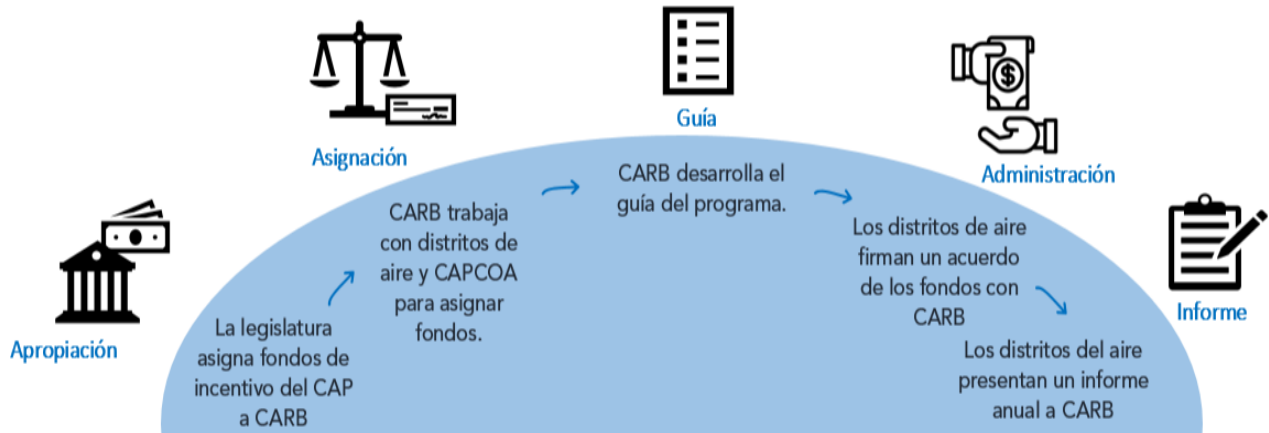 Apropiación
La legislatura
asigna fondos de
incentivo del CAP
a CARB
Asignación
CARB trabaja
con distritos de
aire y CAPCOA
para asignar
fondos.
Guía
CARB desarrolla el
guía del programa.
Administración
Los distritos de aire
firman un acuerdo
de los fondos con
CARB
Informe
Los distritos del aire
presentan un informe
anual a CARB